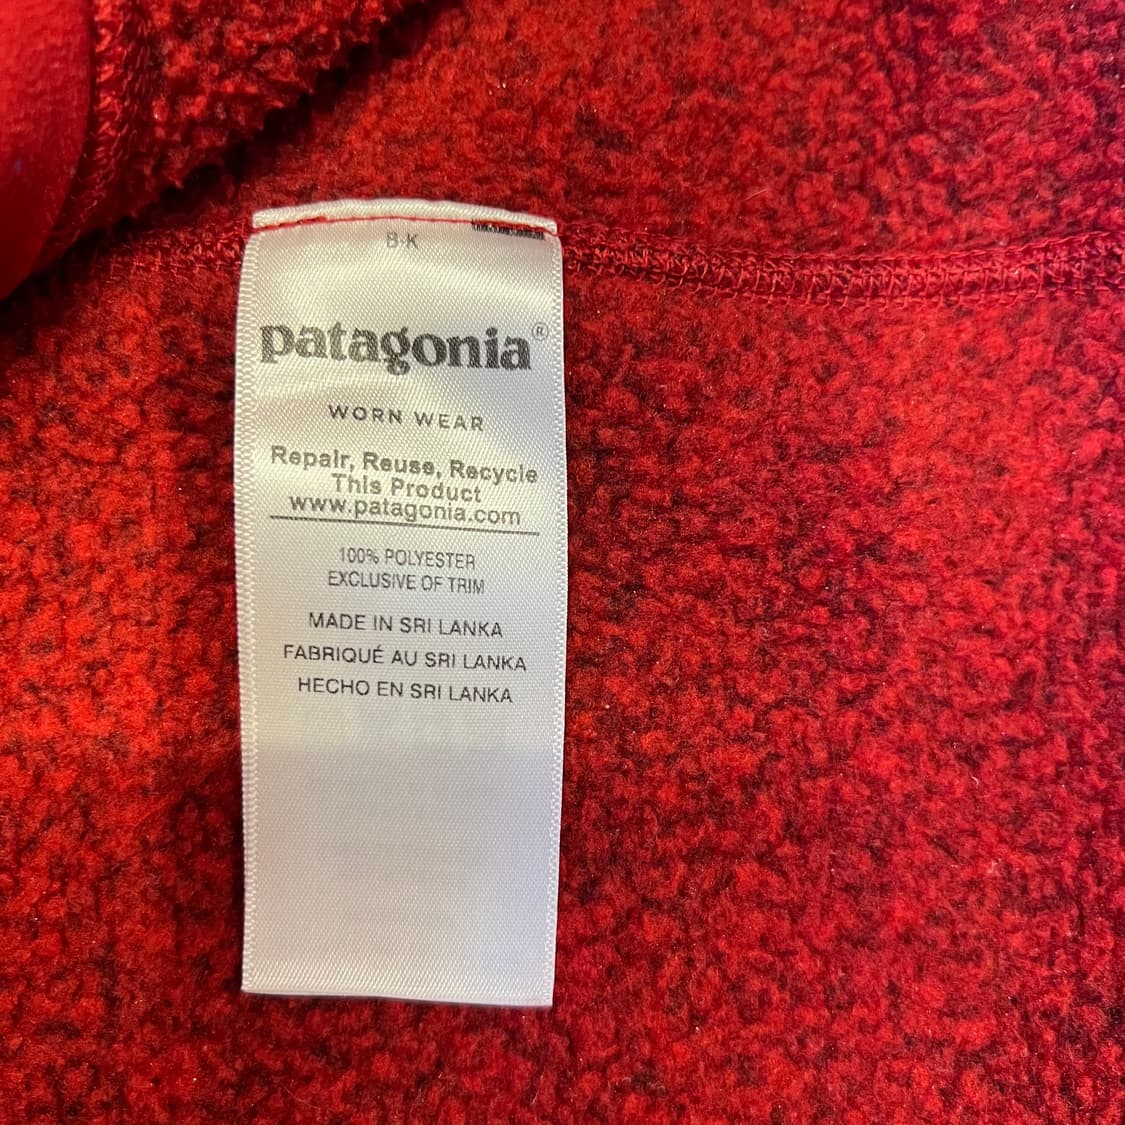 B-K
patagonia®
WORN WEAR
Repair, Reuse, Recycle
This Product
www.patagonia.com
100% POLYESTER
EXCLUSIVE OF TRIM
MADE IN SRI LANKA
FABRIQUÉ AU SRI LANKA
HECHO EN SRI LANKA